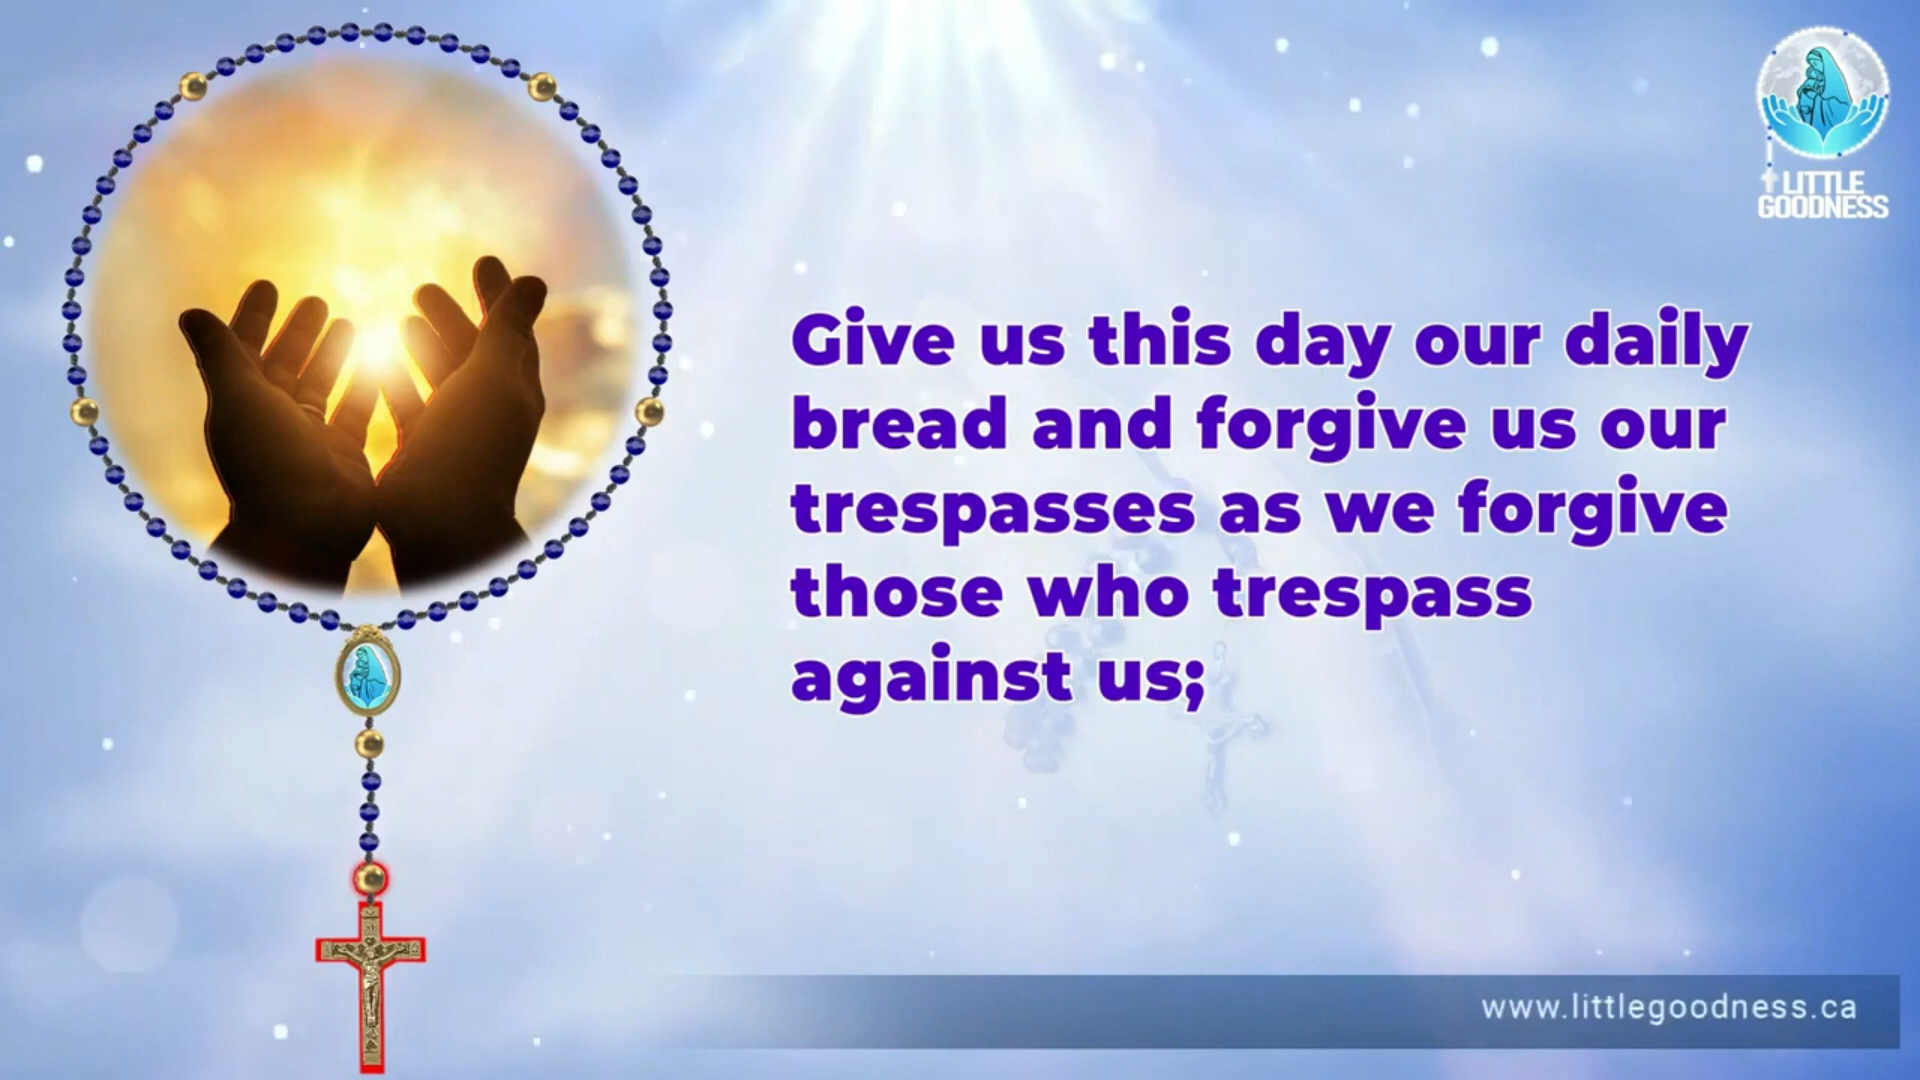 LITTLE
GOODNESS
Give us this day our daily
bread and forgive us our
trespasses as we forgive
those who trespass
against us;
www.littlegoodness.ca